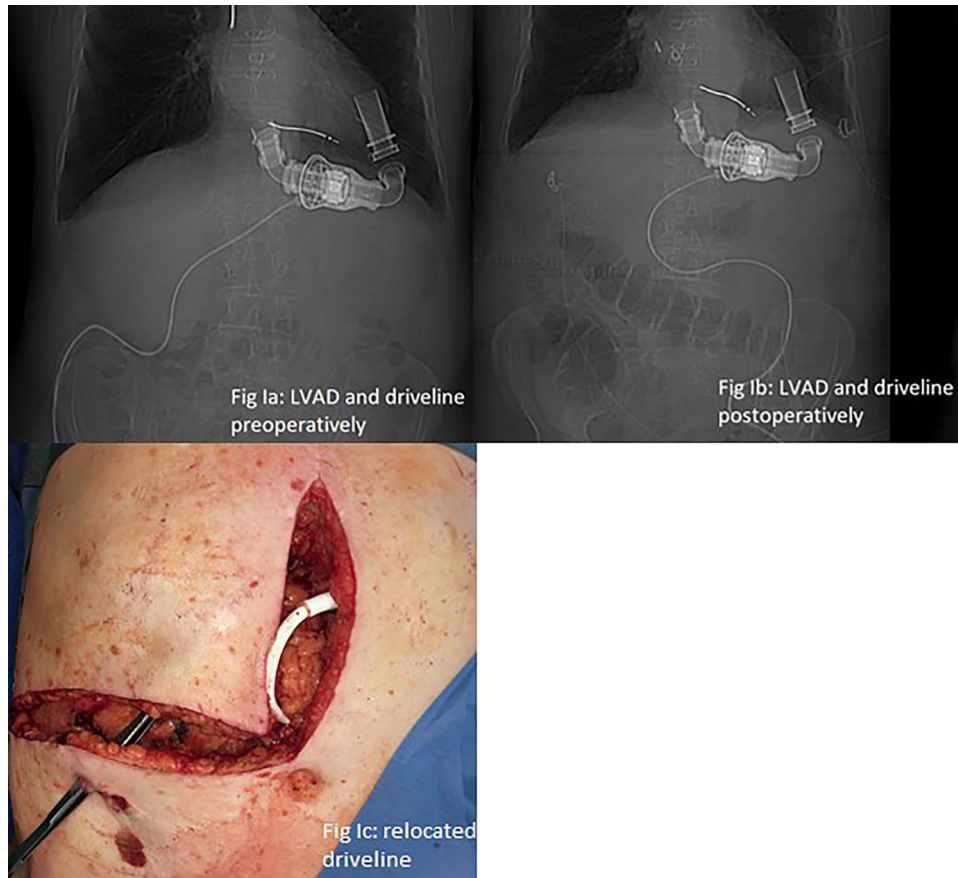 Fig Ia: LVAD and driveline
preoperatively
Fig Ib: LVAD and driveline
postoperatively
Fig Ic: relocated
driveline